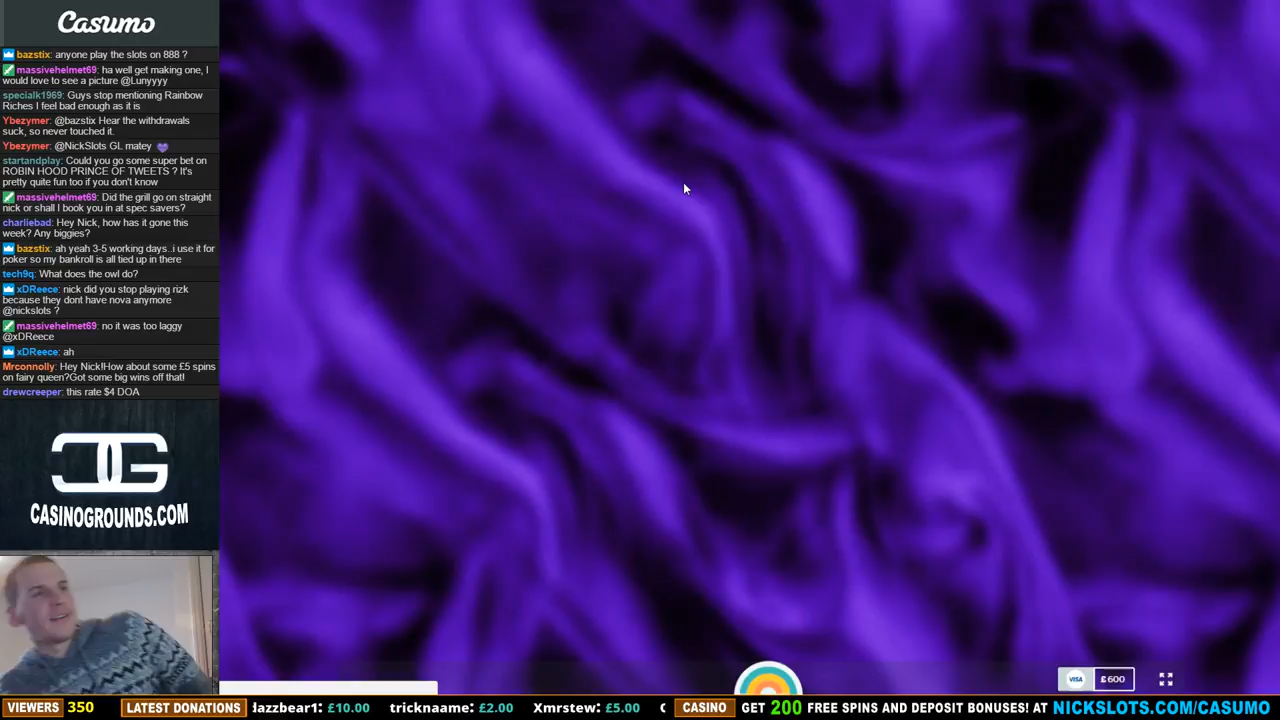 Casumo
bazstix: anyone play the slots on 888 ?
massivehelmet69: ha well get making one, I
would love to see a picture @Lunyyyy
specialk1969: Guys stop mentioning Rainbow
Riches I feel bad enough as it is
Ybezymer: @bazstix Hear the withdrawals
suck, so never touched it.
Ybezymer: @NickSlots GL matey
startandplay: Could you go some super bet on
ROBIN HOOD PRINCE OF TWEETS ? It's
pretty quite fun too if you don't know
massivehelmet69: Did the grill go on straight
nick or shall I book you in at spec savers?
charliebad: Hey Nick, how has it gone this
week? Any biggies?
bazstix: ah yeah 3-5 working days..i use it for
poker so my bankroll is all tied up in there
tech9q: What does the owl do?
xDReece: nick did you stop playing rizk
because they dont have nova anymore
@nickslots ?
massivehelmet69: no it was too laggy
@xDReece
xDReece: ah
Mrconnolly: Hey Nick!How about some £5 spins
on fairy queen?Got some big wins off that!
drewcreeper: this rate $4 DOA
CG
CASINOGROUNDS.COM
VISA £600
VIEWERS 350 LATEST DONATIONS lazzbear1: £10.00 trickname: £2.00 Xmrstew: £5.00 CASINO GET 200 FREE SPINS AND DEPOSIT BONUSES! AT NICKSLOTS.COM/CASUMO